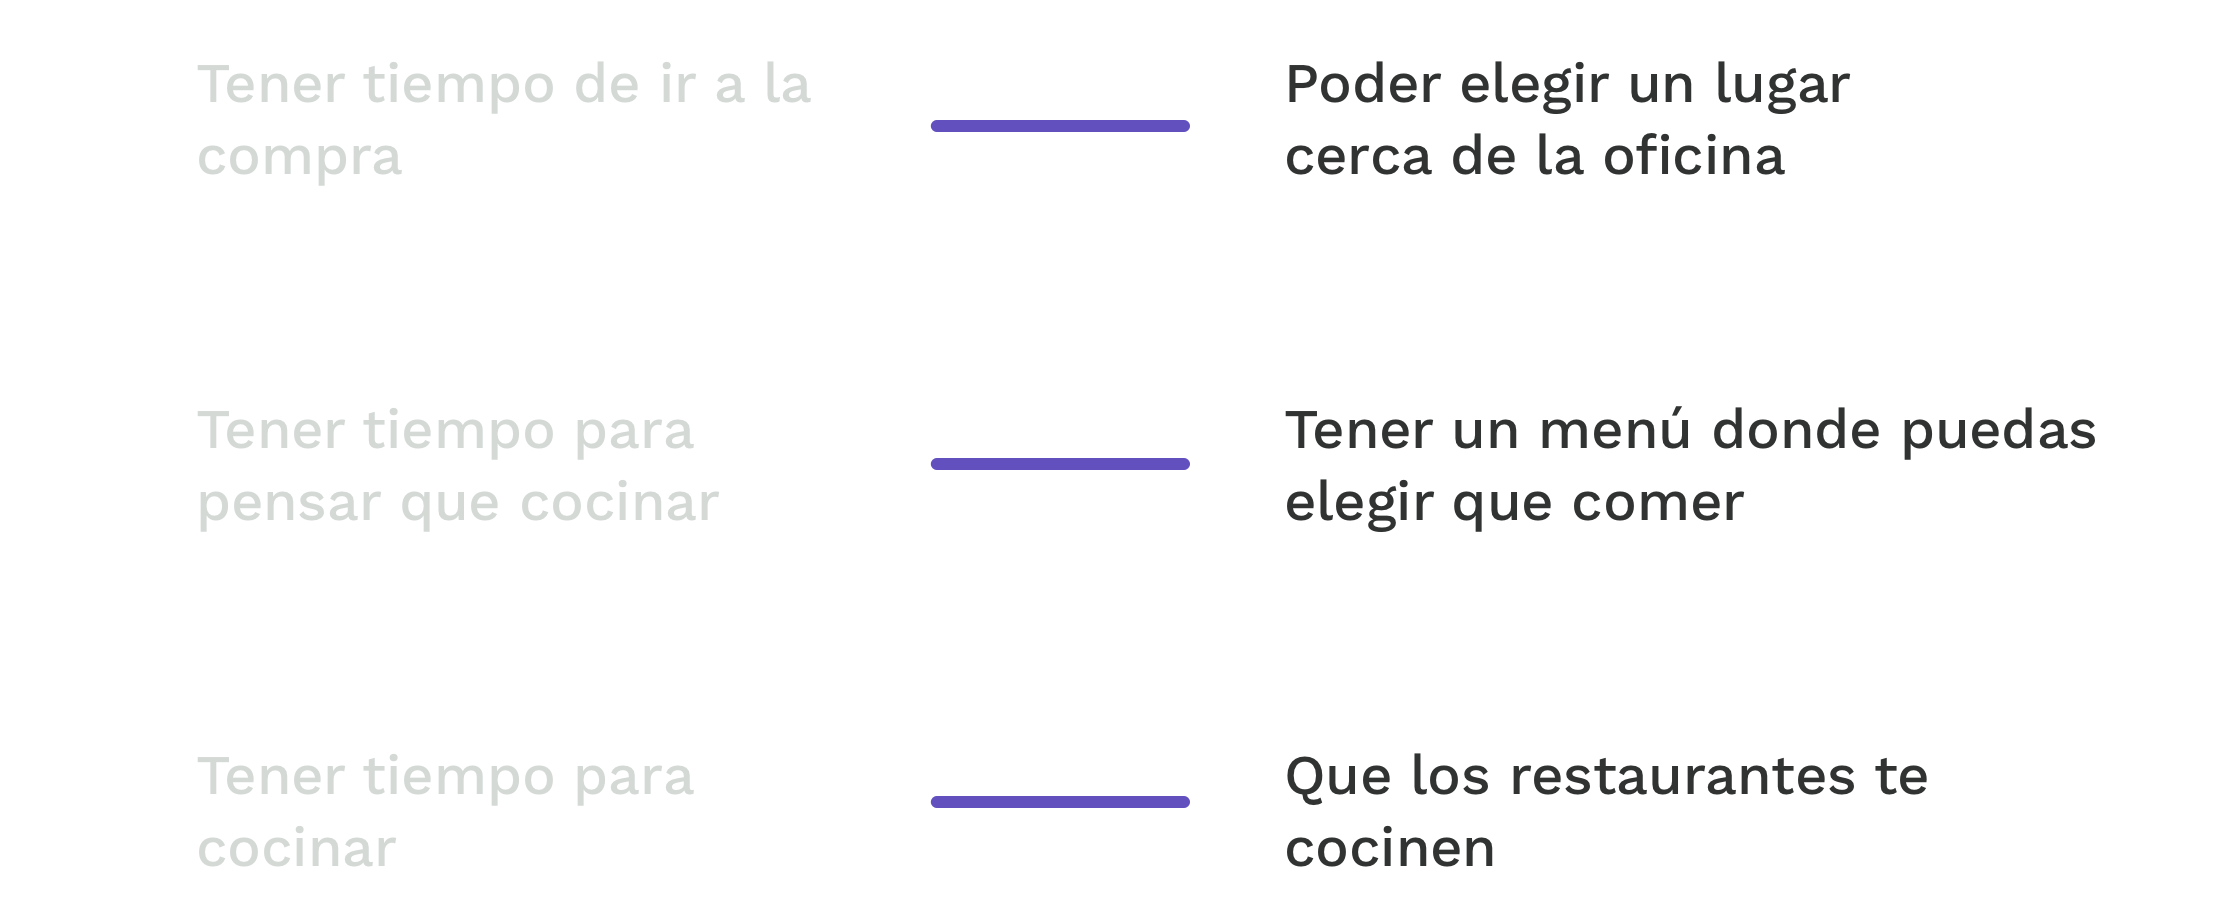 Tener tiempo de ir a la
compra
Poder elegir un lugar
cerca de la oficina
Tener tiempo para
pensar que cocinar
Tener un menú donde puedas
elegir que comer
Tener tiempo para
cocinar
Que los restaurantes te
cocinen